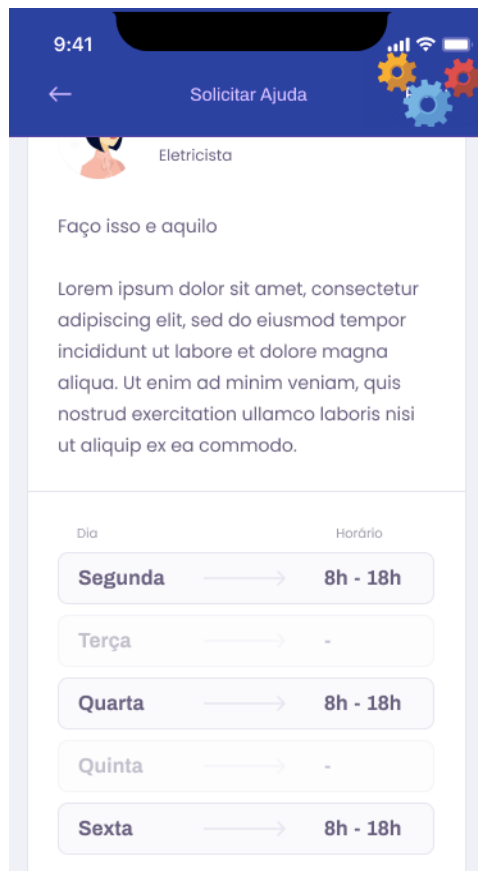 9:41
Solicitar Ajuda
Eletricista
Faço isso e aquilo
Lorem ipsum dolor sit amet, consectetur
adipiscing elit, sed do eiusmod tempor
incididunt ut labore et dolore magna
aliqua. Ut enim ad minim veniam, quis
nostrud exercitation ullamco laboris nisi
ut aliquip ex ea commodo.
Dia Horário
Segunda 8h - 18h
Terça -
Quarta 8h - 18h
Quinta -
Sexta 8h - 18h